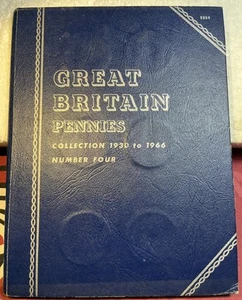 GREAT
BRITAIN
PENNIES
COLLECTION 1930 to 1966
NUMBER FOUR